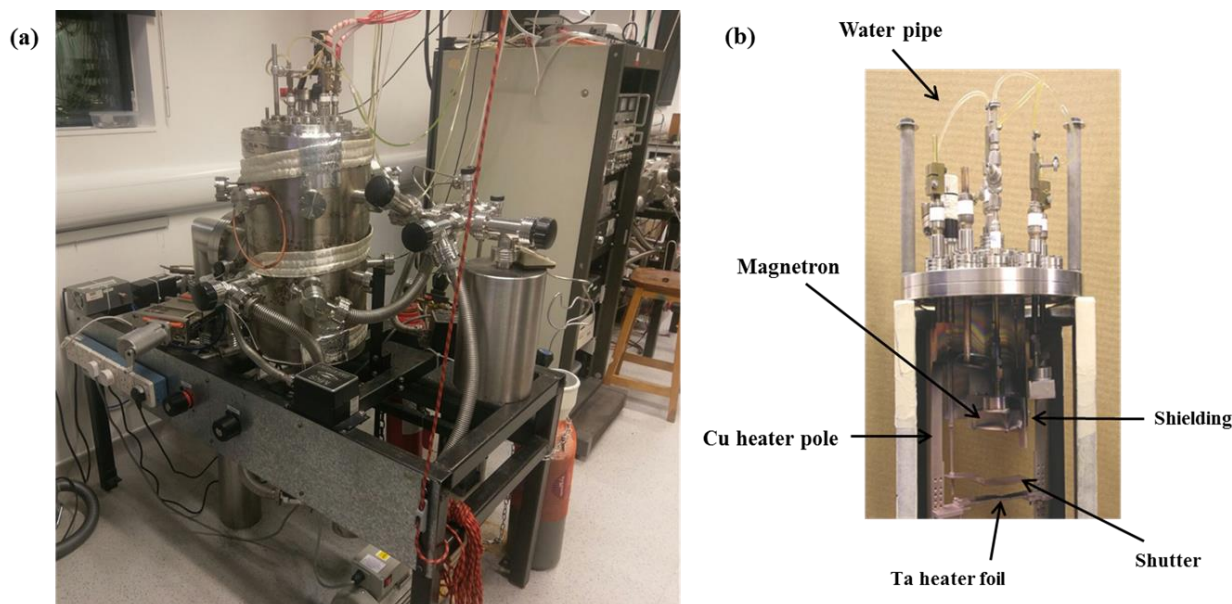 (a)
(b)
Water pipe
Magnetron
Cu heater pole
Shielding
Shutter
Ta heater foil